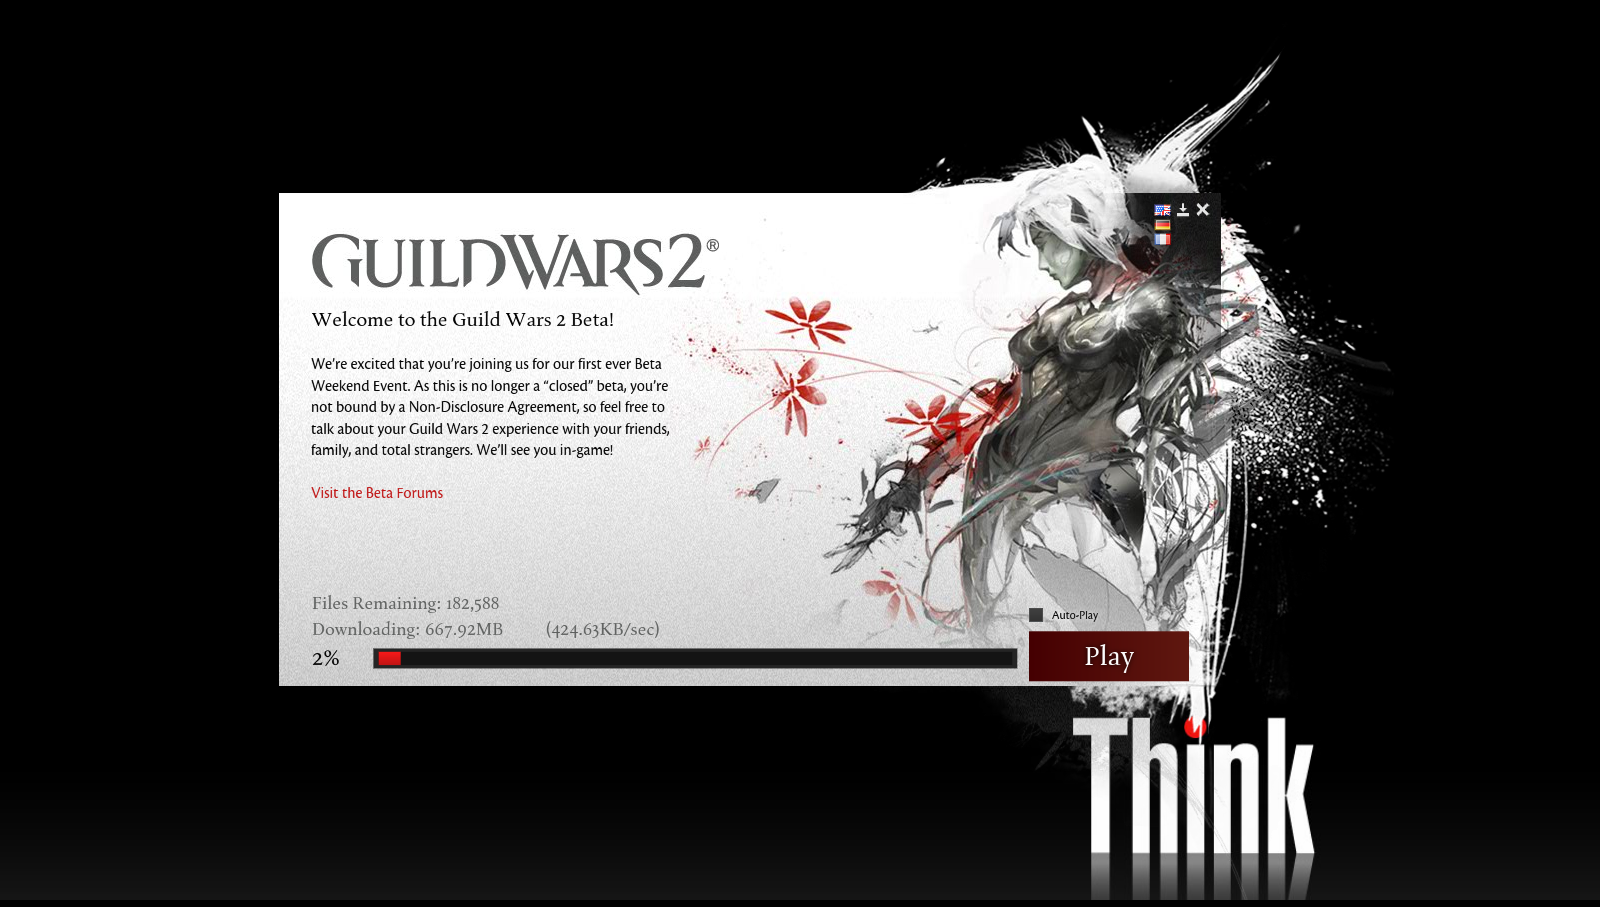 GUILD WARS 2®
Welcome to the Guild Wars 2 Beta!
We’re excited that you’re joining us for our first ever Beta
Weekend Event. As this is no longer a “closed” beta, you’re
not bound by a Non-Disclosure Agreement, so feel free to
talk about your Guild Wars 2 experience with your friends,
family, and total strangers. We’ll see you in-game!
Visit the Beta Forums
Files Remaining: 182,588
Downloading: 667.92MB (424.63KB/sec)
2%
Auto-Play
Play
Think